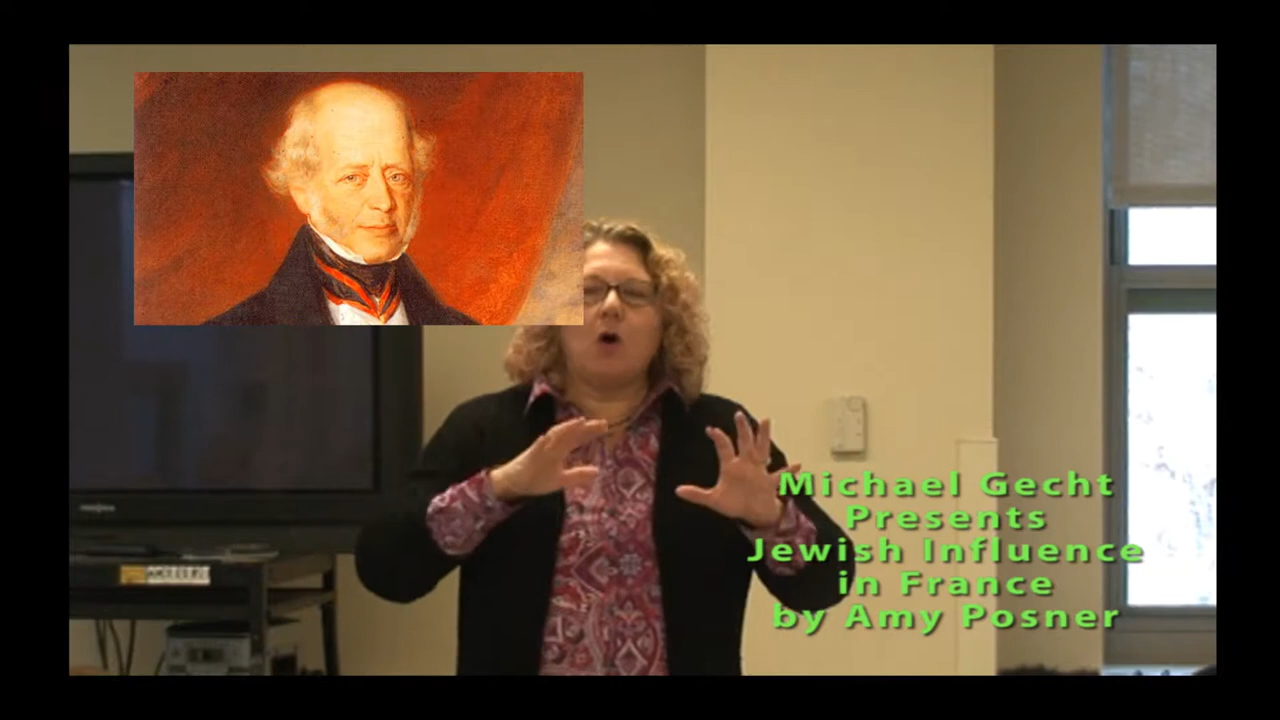 Michael Gecht
Presents
Jewish Influence
in France
by Amy Posner